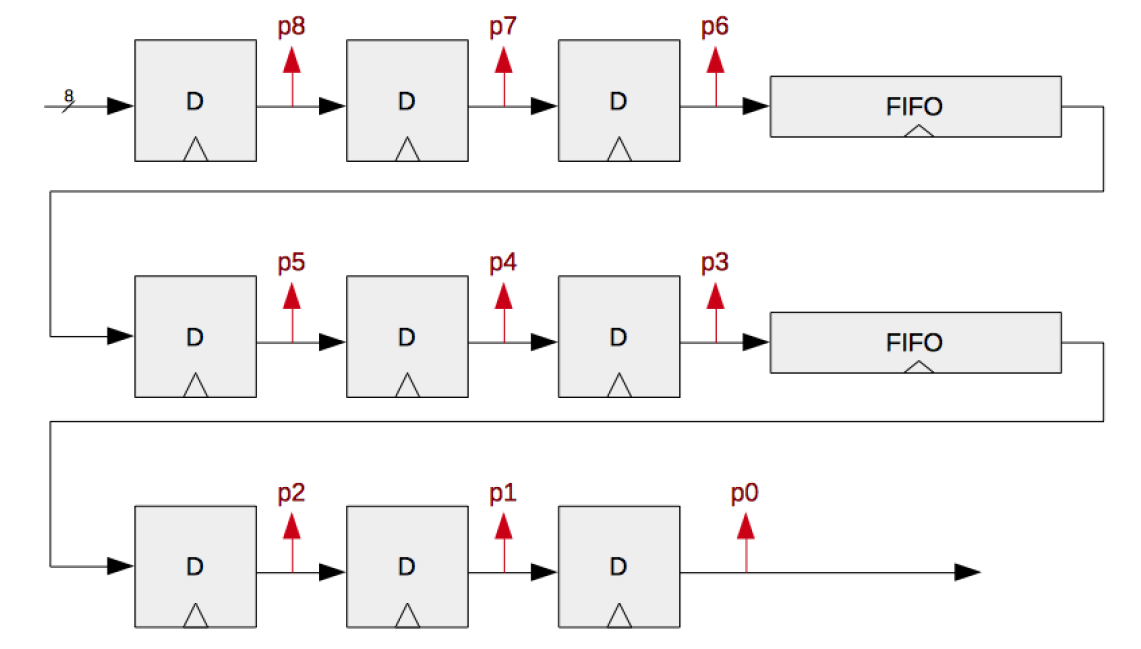 p8 p7 p6
8 D D D FIFO
p5 p4 p3
D D D FIFO
p2 p1 p0
D D D